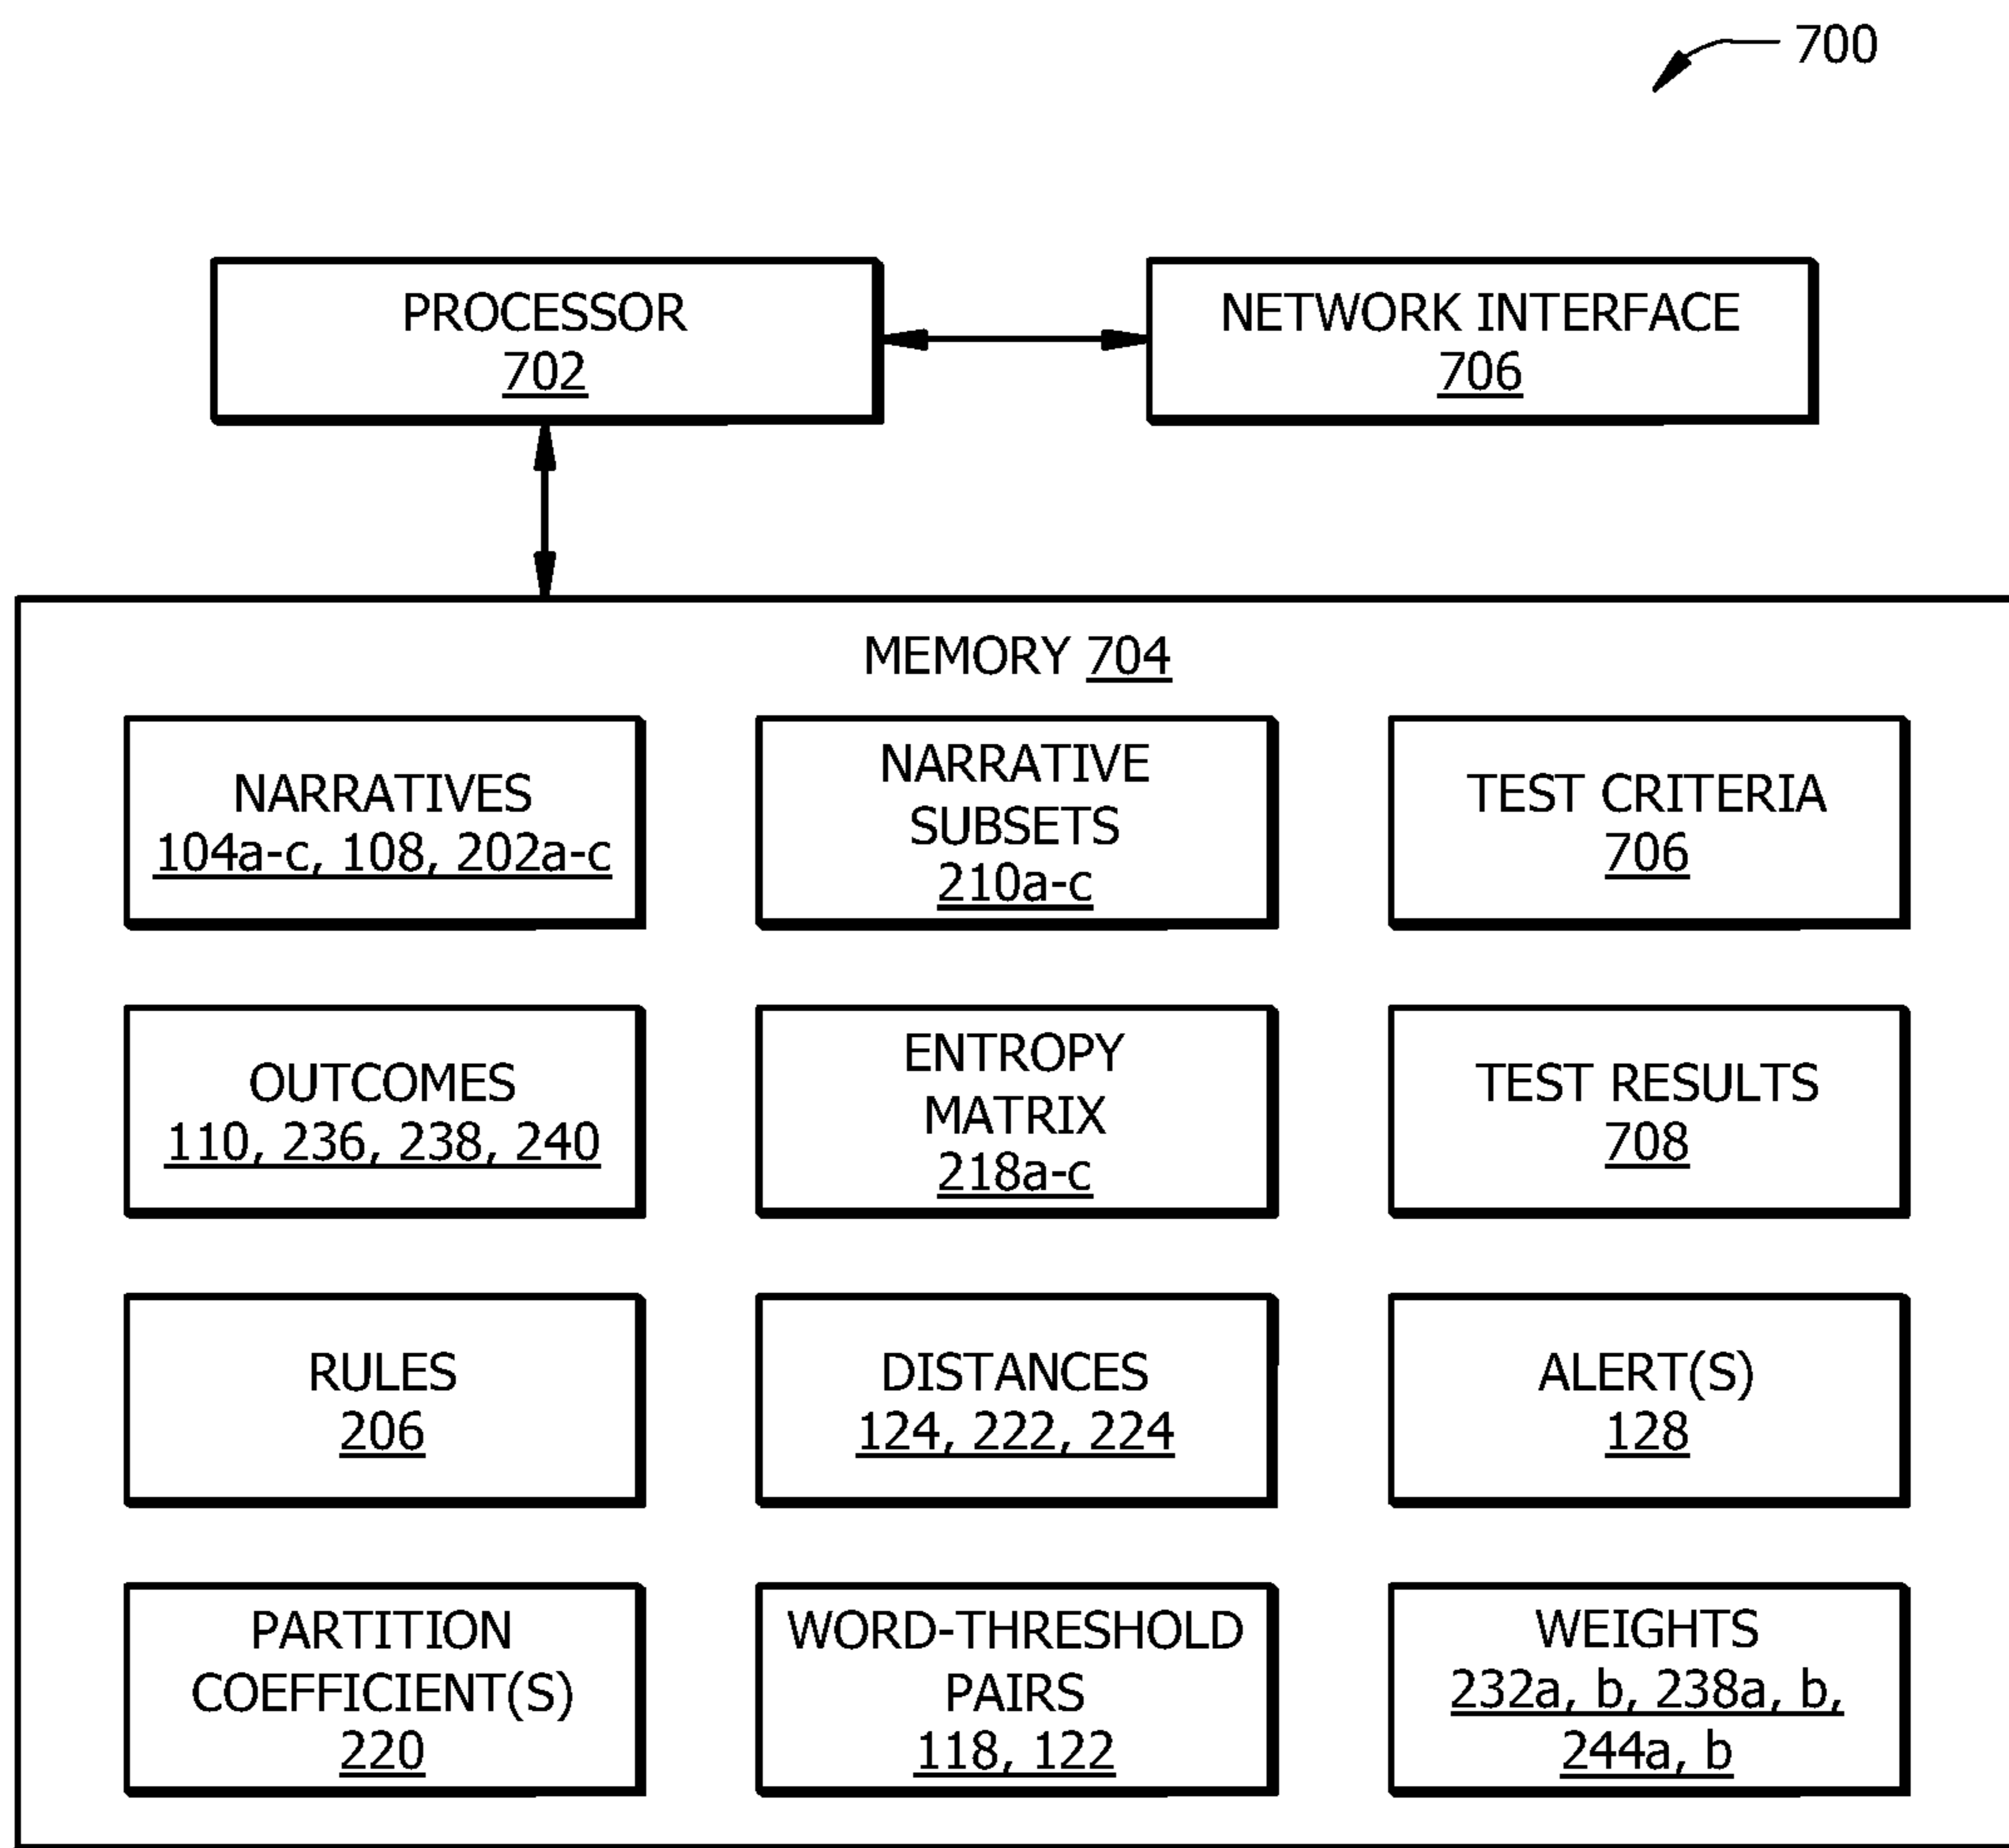 700
PROCESSOR
702
NETWORK INTERFACE
706
MEMORY 704
NARRATIVES
104a-c, 108, 202a-c
NARRATIVE
SUBSETS
210a-c
TEST CRITERIA
706
OUTCOMES
110, 236, 238, 240
ENTROPY
MATRIX
218a-c
TEST RESULTS
708
RULES
206
DISTANCES
124, 222, 224
ALERT(S)
128
PARTITION
COEFFICIENT(S)
220
WORD-THRESHOLD
PAIRS
118, 122
WEIGHTS
232a, b, 238a, b,
244a, b